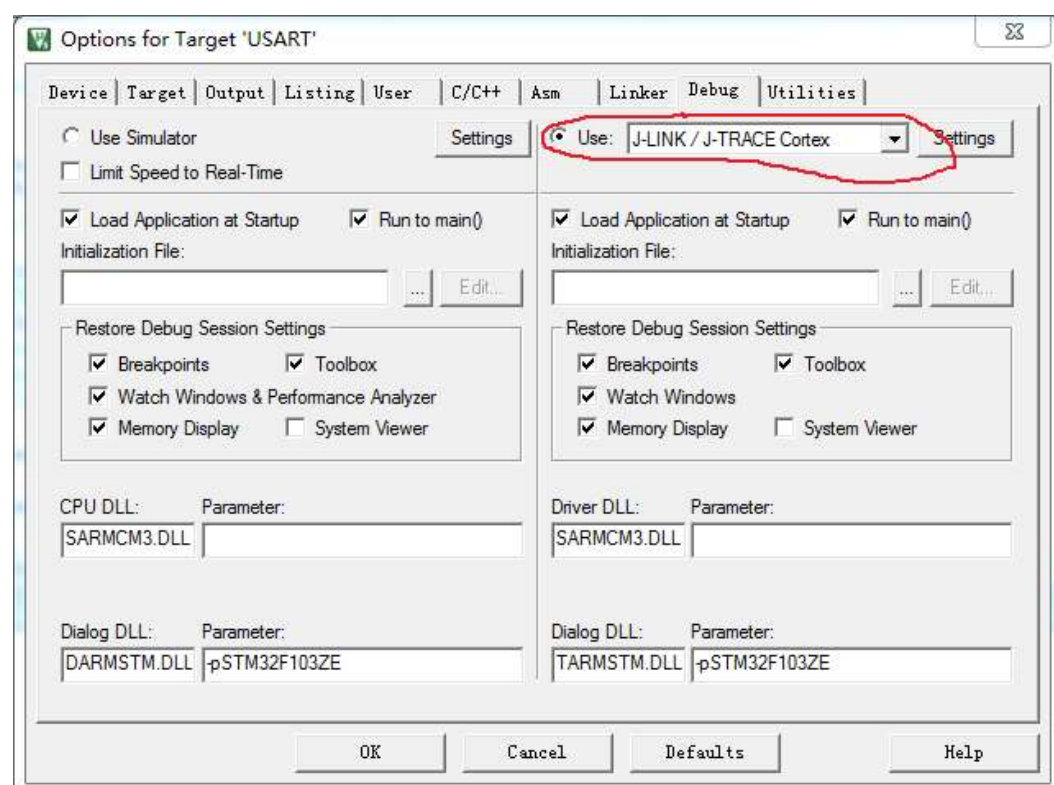 Options for Target 'USART'
Device Target Output Listing User C/C++ Asm Linker Debug Utilities
Use Simulator Settings Use: J-LINK / J-TRACE Cortex Settings
Limit Speed to Real-Time
Load Application at Startup Run to main() Load Application at Startup Run to main()
Initialization File: Initialization File:
... Edit... ... Edit...
Restore Debug Session Settings Restore Debug Session Settings
Breakpoints Toolbox Breakpoints Toolbox
Watch Windows & Performance Analyzer Watch Windows
Memory Display System Viewer Memory Display System Viewer
CPU DLL: Parameter: Driver DLL: Parameter:
SARMCM3.DLL SARMCM3.DLL
Dialog DLL: Parameter: Dialog DLL: Parameter:
DARMSTM.DLL -pSTM32F103ZE TARMSTM.DLL -pSTM32F103ZE
OK Cancel Defaults Help